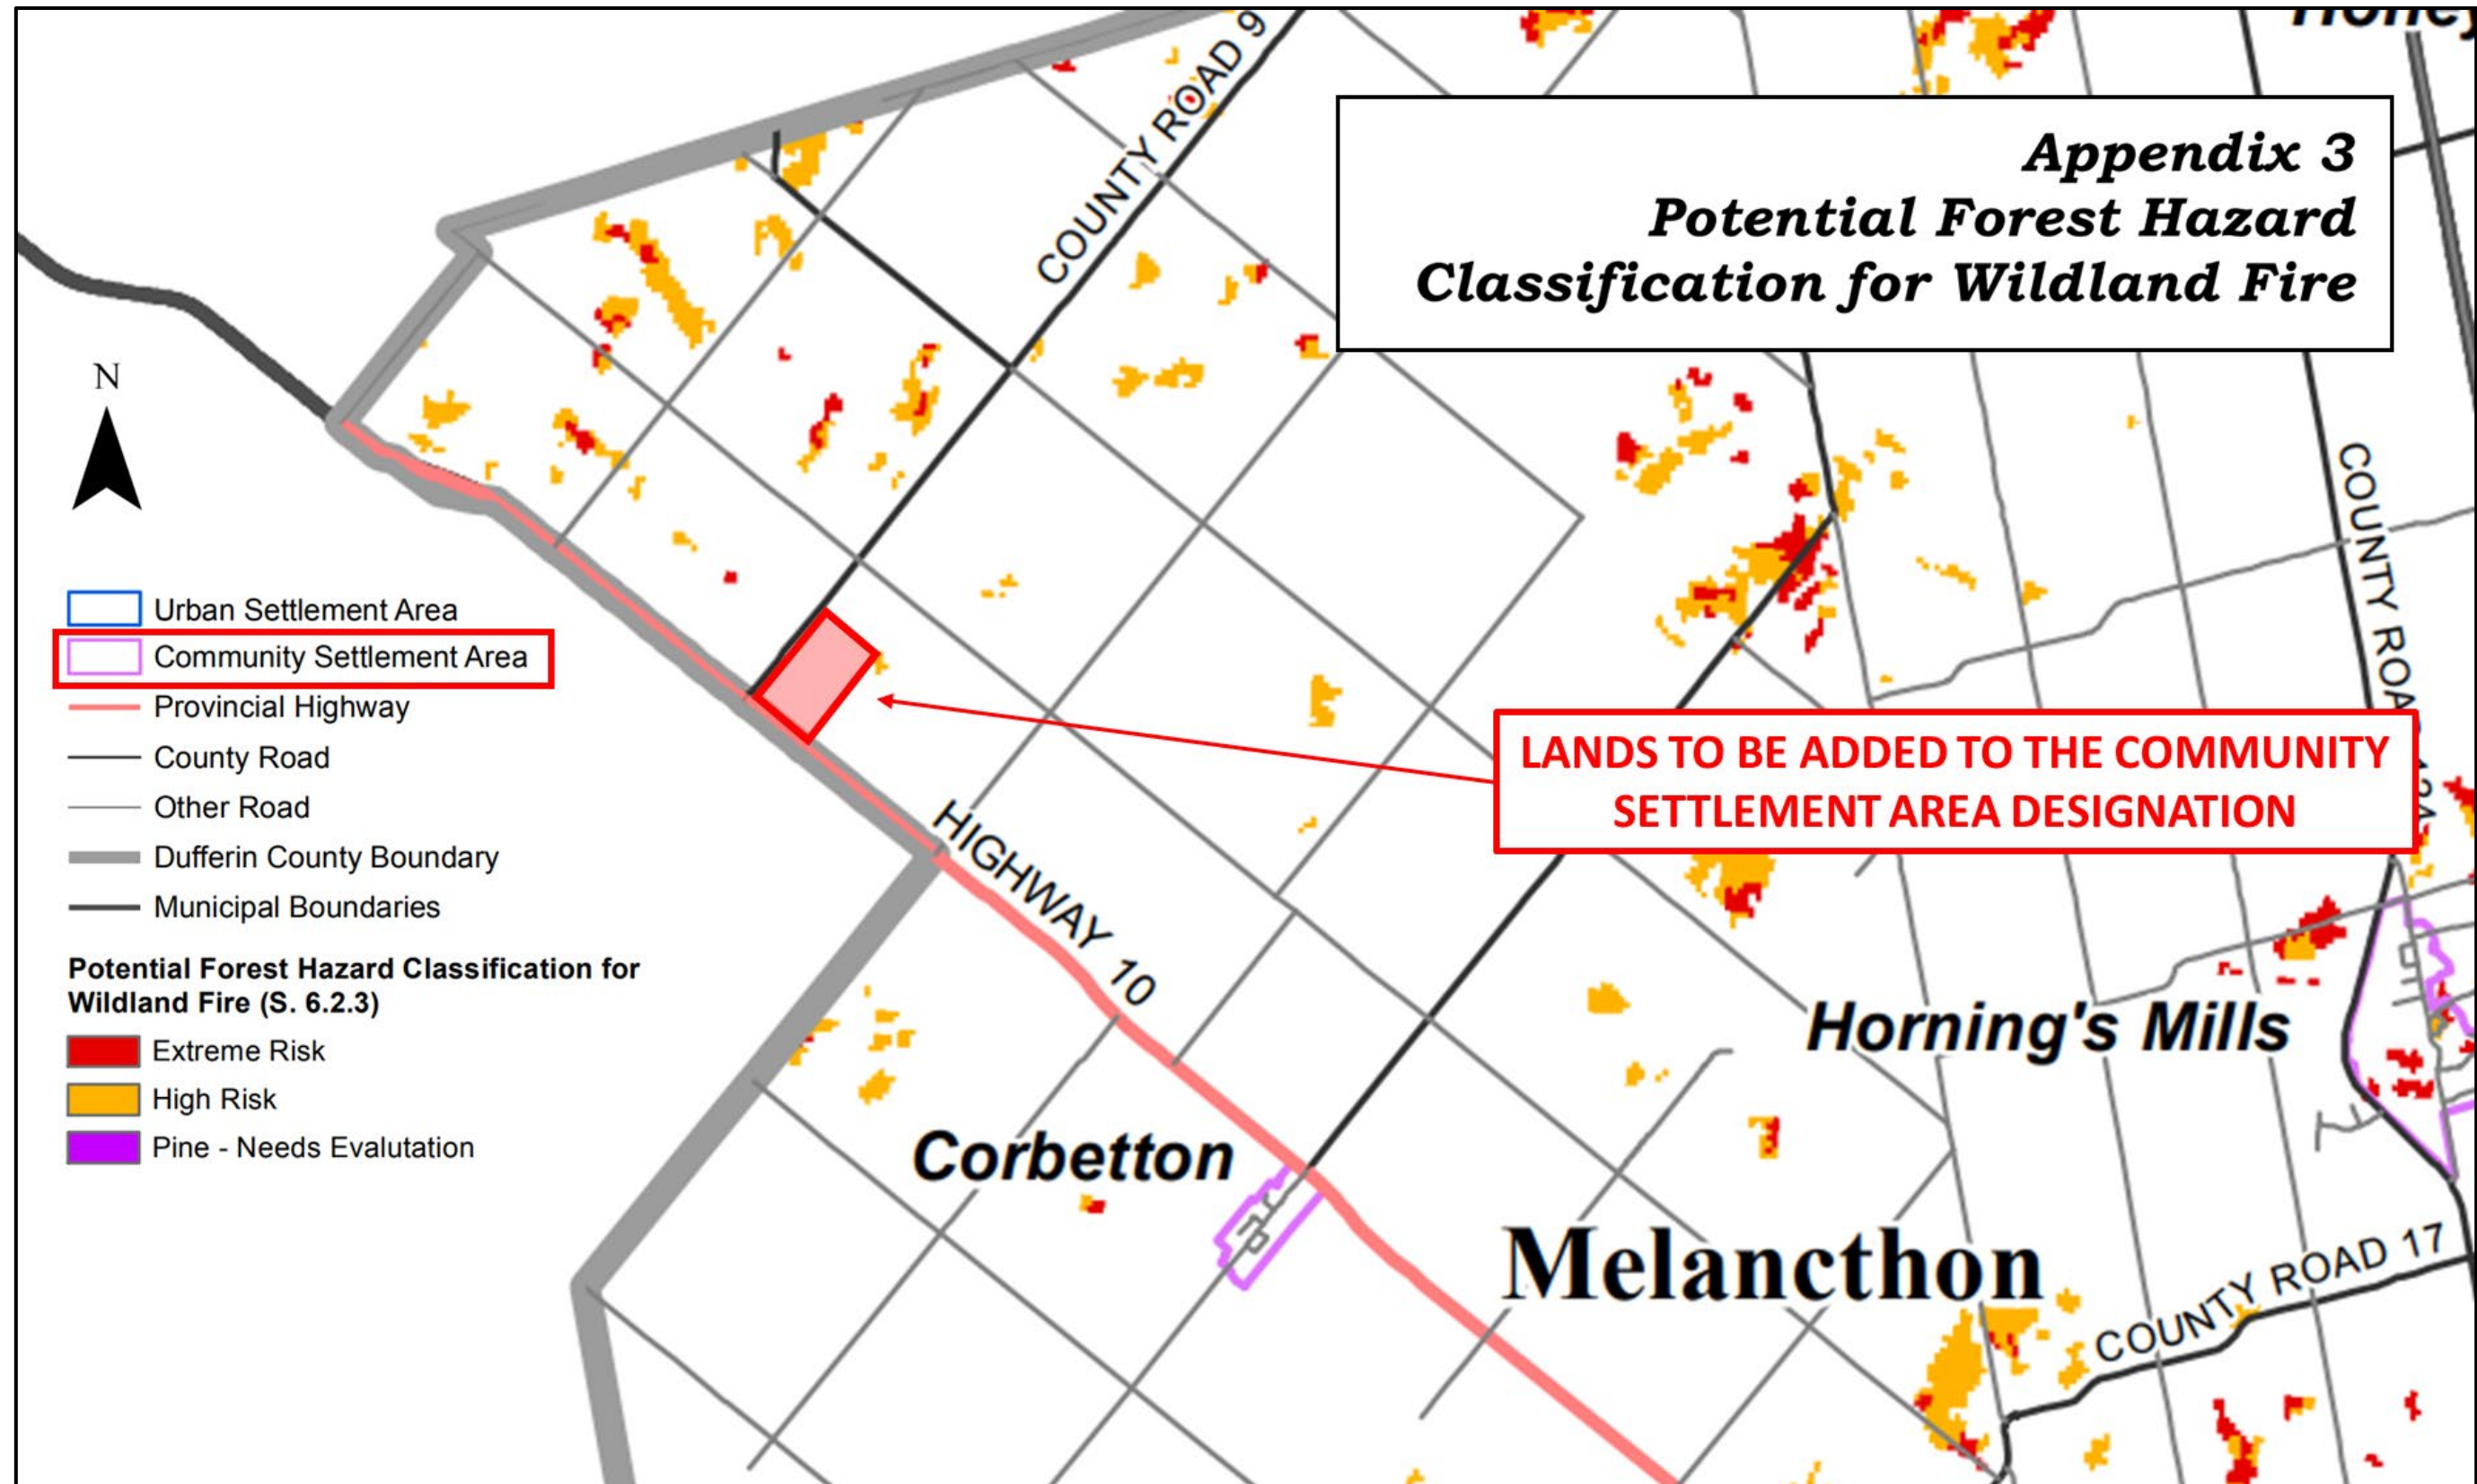 Appendix 3
Potential Forest Hazard
Classification for Wildland Fire
COUNTY ROAD 9
N
Urban Settlement Area
Community Settlement Area
Provincial Highway
County Road
Other Road
Dufferin County Boundary
Municipal Boundaries
Potential Forest Hazard Classification for
Wildland Fire (S. 6.2.3)
Extreme Risk
High Risk
Pine - Needs Evalutation
LANDS TO BE ADDED TO THE COMMUNITY
SETTLEMENT AREA DESIGNATION
HIGHWAY 10
COUNTY ROAD
Horning's Mills
Corbetton
Melancthon
COUNTY ROAD 17